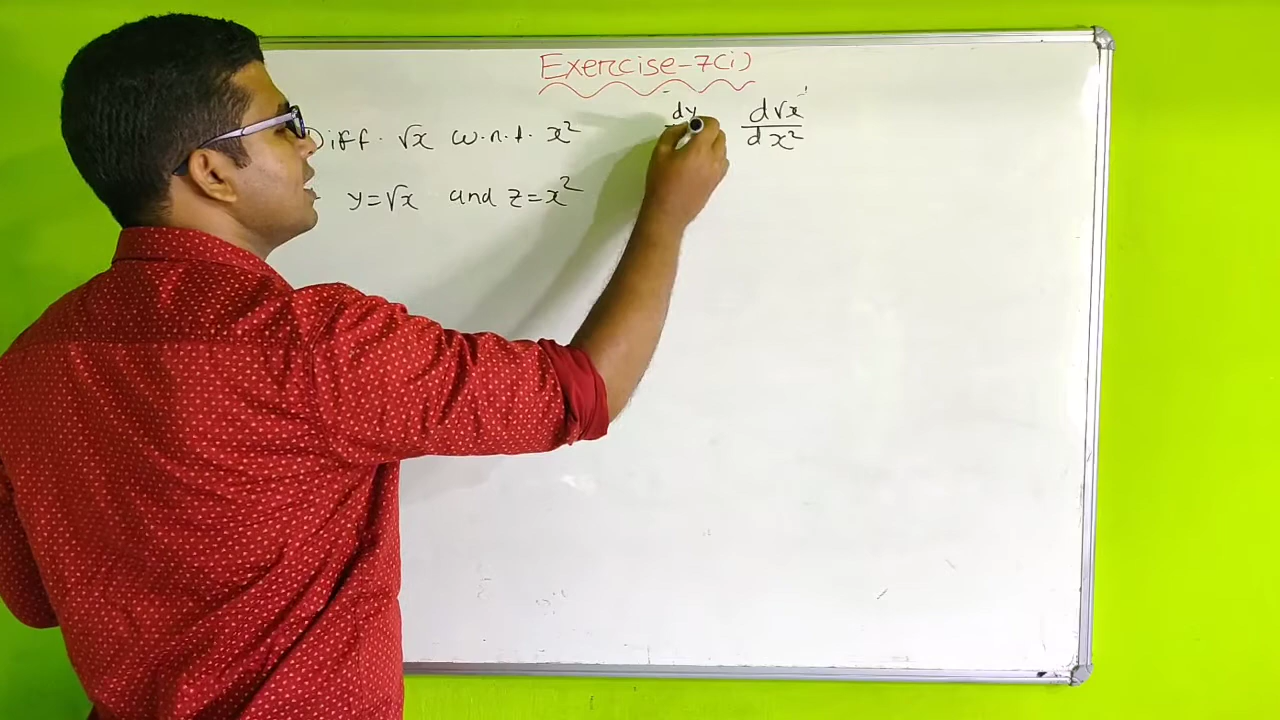 Exercise-7(i)
Diff. √x w.r.t. x²
y=√x and z=x²
dy
d√x
dx²